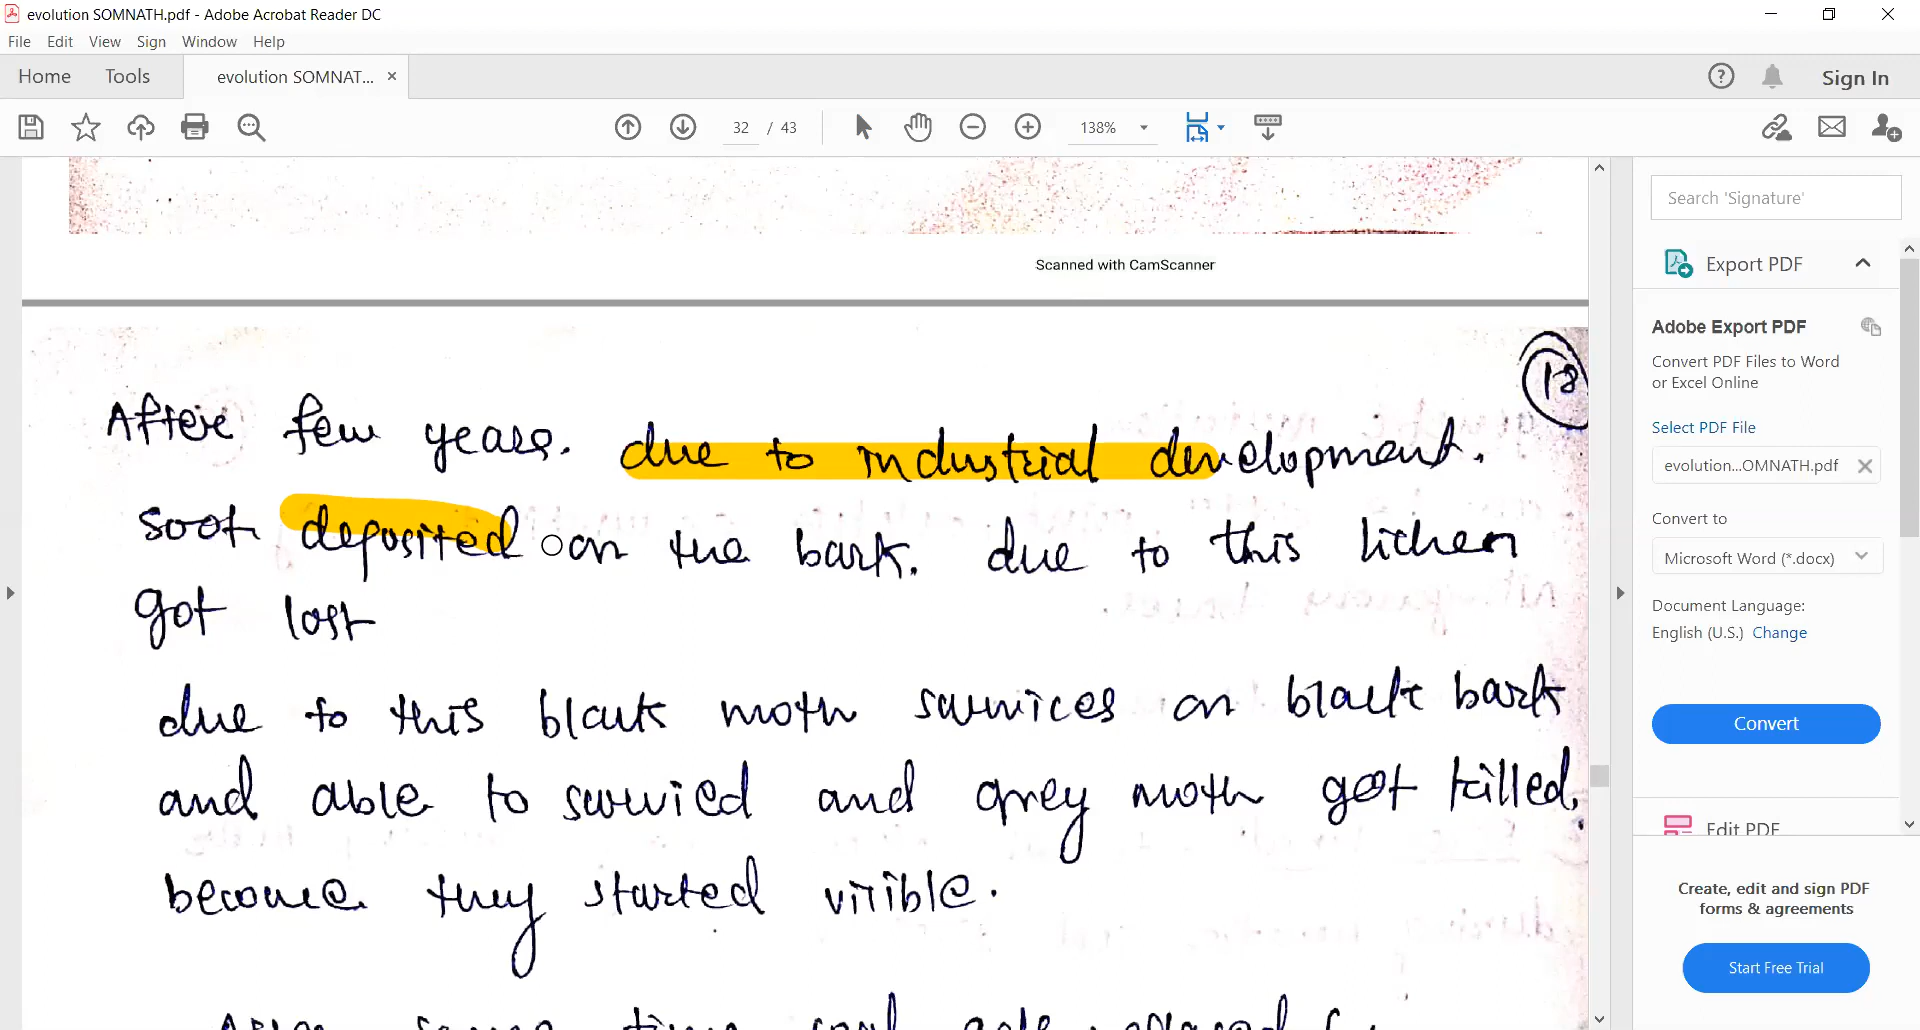 evolution SOMNATH.pdf - Adobe Acrobat Reader DC
File Edit View Sign Window Help
Home Tools evolution SOMNAT... × Sign In
32 / 43 138%
Search 'Signature'
Scanned with CamScanner
Export PDF
Adobe Export PDF
Convert PDF Files to Word
or Excel Online
Select PDF File
evolution...OMNATH.pdf
Convert to
Microsoft Word (*.docx)
Document Language:
English (U.S.) Change
Convert
Edit PDF
Create, edit and sign PDF
forms & agreements
Start Free Trial
18
After few years. due to industrial development.
soot deposited on the bark. due to this lichen
got lost
due to this black moth survices on black bark
and able to survied and grey moth got killed.
because they started visible.